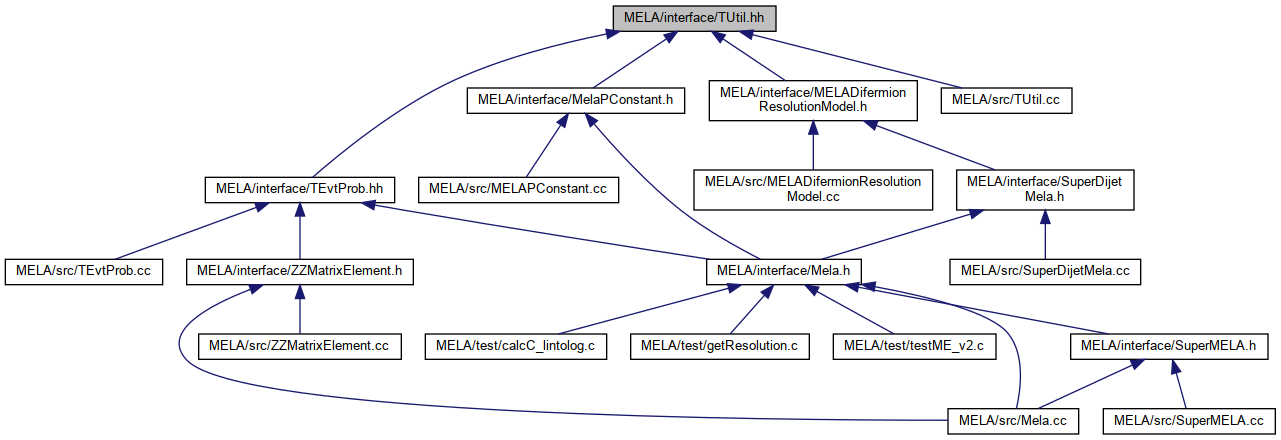 MELA/interface/TUtil.hh
MELA/interface/MelaPConstant.h
MELA/interface/MELADifermion
ResolutionModel.h
MELA/src/TUtil.cc
MELA/interface/TEvtProb.hh
MELA/src/MELAPConstant.cc
MELA/src/MELADifermionResolution
Model.cc
MELA/interface/SuperDijet
Mela.h
MELA/src/TEvtProb.cc
MELA/interface/ZZMatrixElement.h
MELA/interface/Mela.h
MELA/src/SuperDijetMela.cc
MELA/src/ZZMatrixElement.cc
MELA/test/calcC_lintolog.c
MELA/test/getResolution.c
MELA/test/testME_v2.c
MELA/interface/SuperMELA.h
MELA/src/Mela.cc
MELA/src/SuperMELA.cc